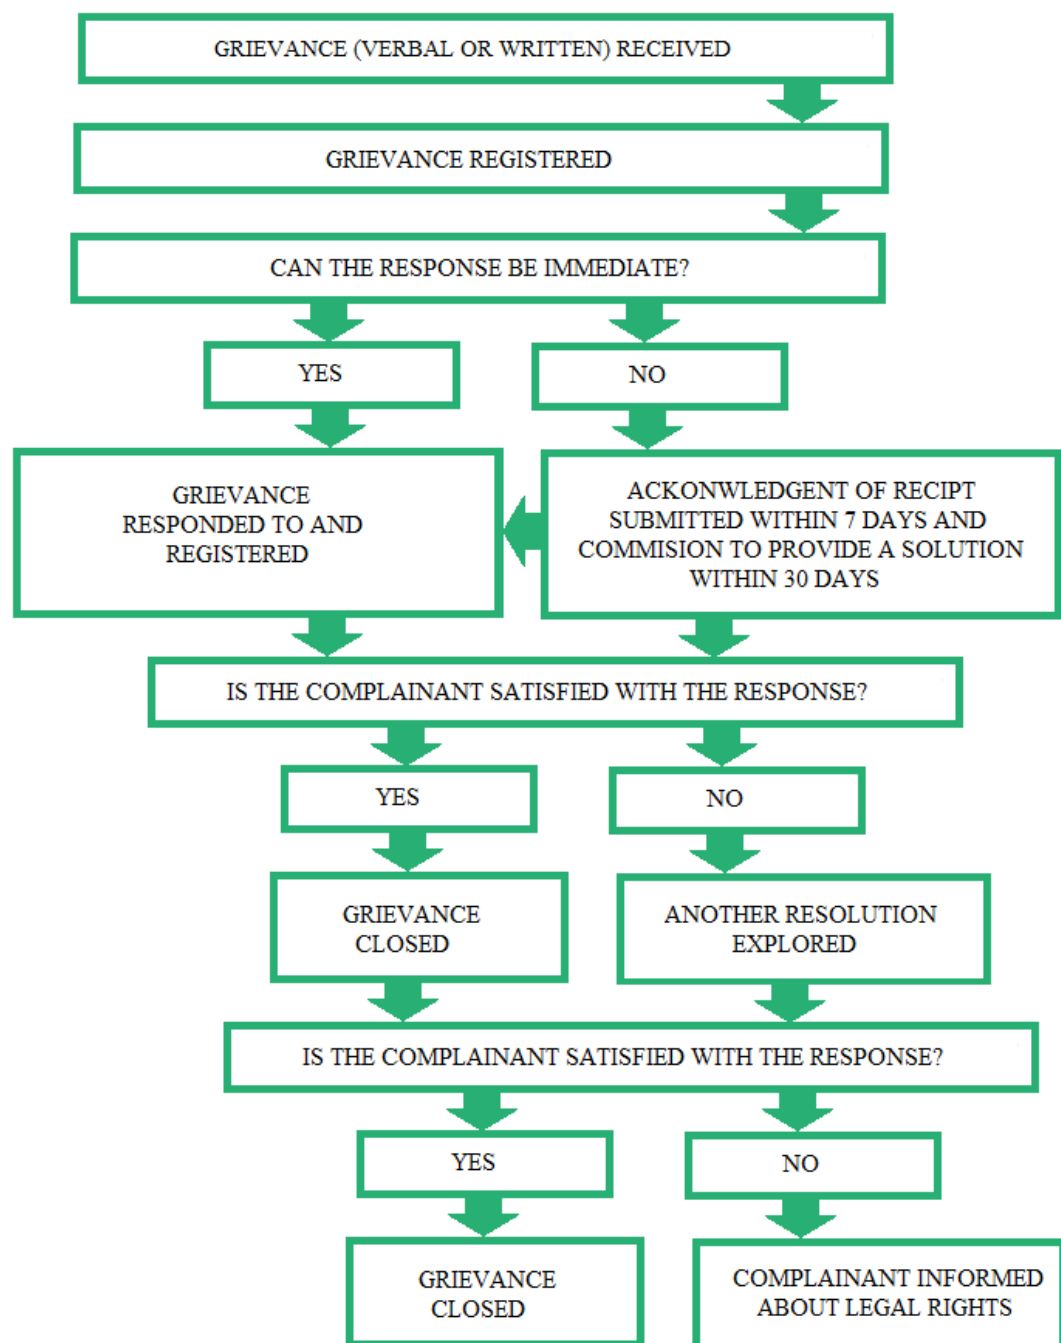 GRIEVANCE (VERBAL OR WRITTEN) RECEIVED
GRIEVANCE REGISTERED
CAN THE RESPONSE BE IMMEDIATE?
YES
NO
GRIEVANCE
RESPONDED TO AND
REGISTERED
ACKONWLEDGENT OF RECIPT
SUBMITTED WITHIN 7 DAYS AND
COMMISION TO PROVIDE A SOLUTION
WITHIN 30 DAYS
IS THE COMPLAINANT SATISFIED WITH THE RESPONSE?
YES
NO
GRIEVANCE
CLOSED
ANOTHER RESOLUTION
EXPLORED
IS THE COMPLAINANT SATISFIED WITH THE RESPONSE?
YES
NO
GRIEVANCE
CLOSED
COMPLAINANT INFORMED
ABOUT LEGAL RIGHTS